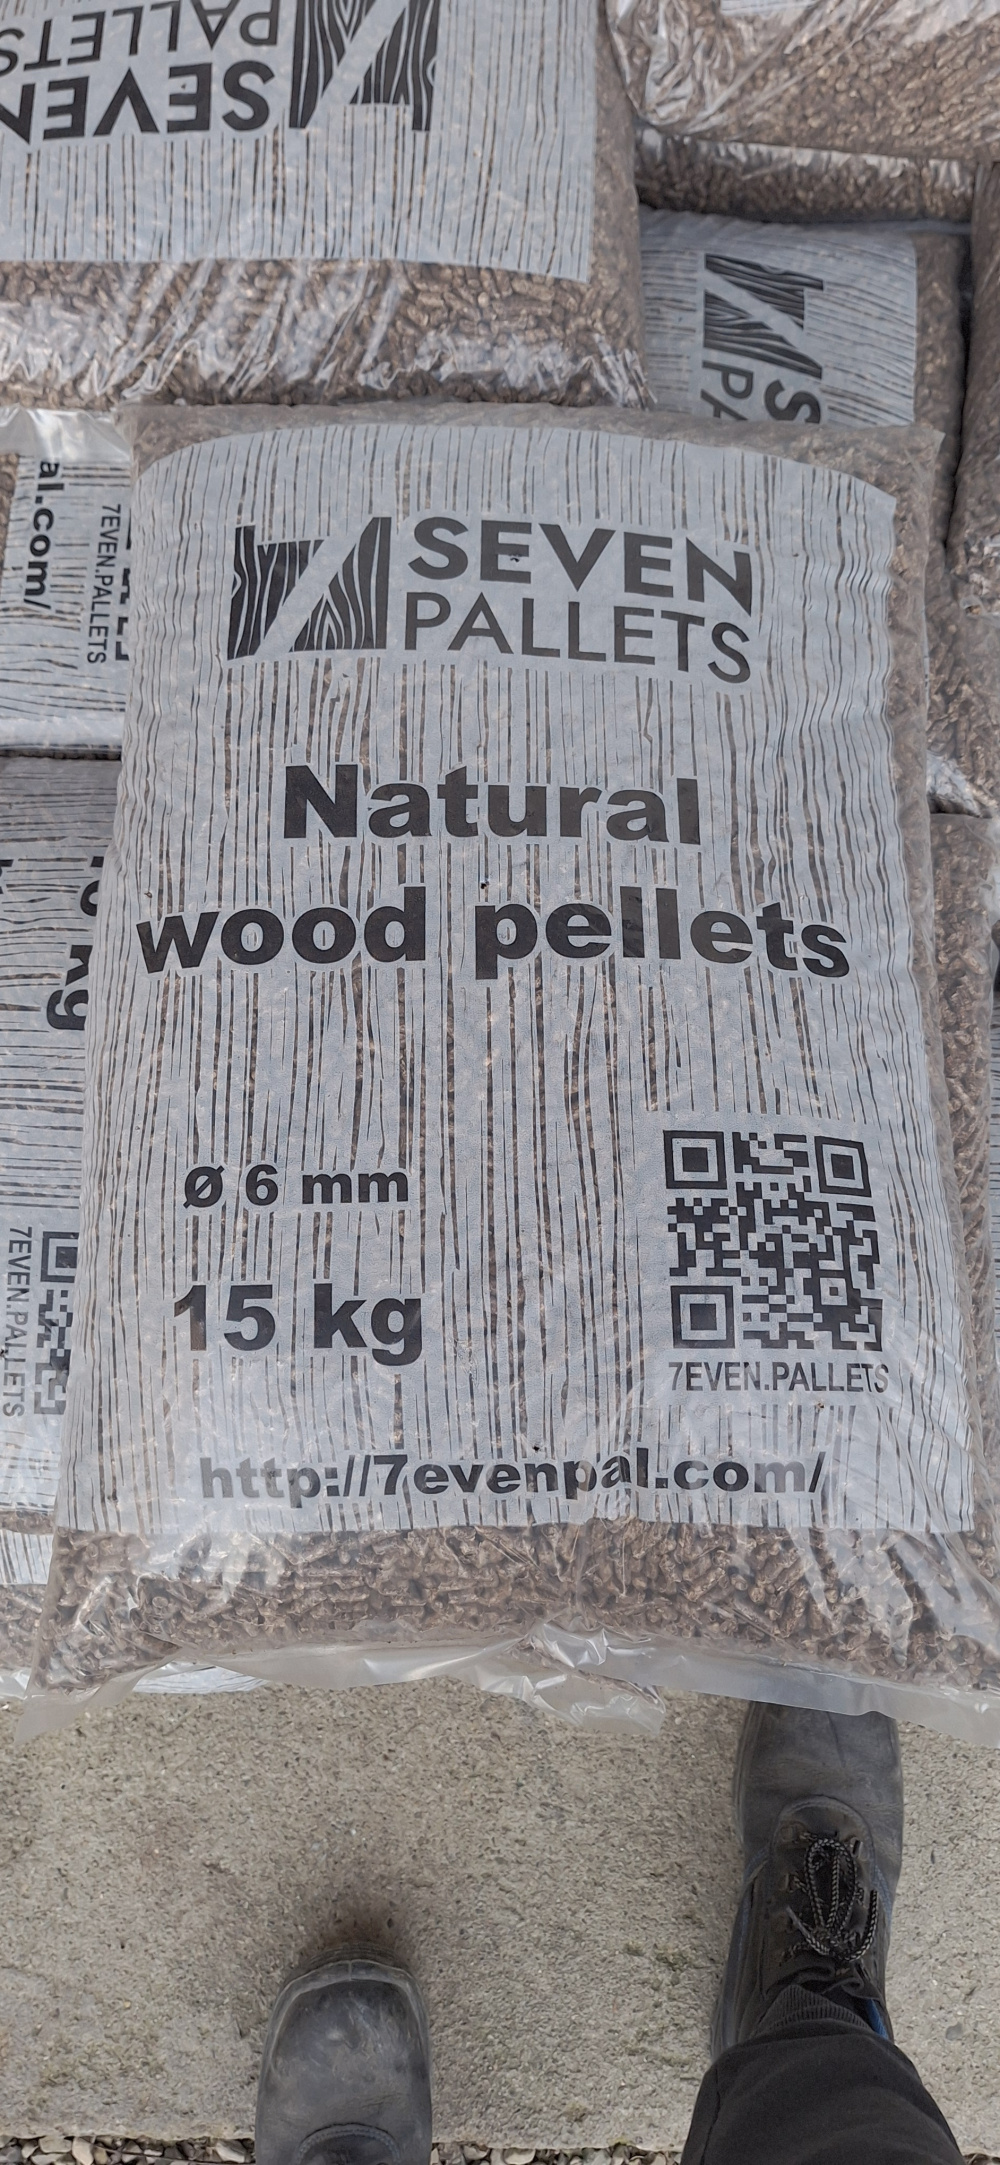 SEVEN
PALLETS
SEVEN
PALLETS
Natural
wood pellets
Ø 6 mm
15 kg
7EVEN.PALLETS
http://7evenpal.com/
al.com/
7EVEN.PALLETS
kg
7EVEN.PALLETS